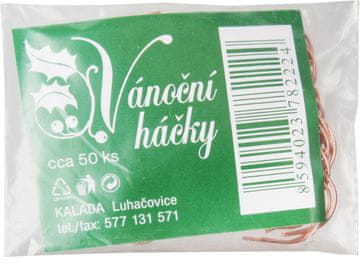 Vánoční
háčky
cca 50 ks
KALADA Luhačovice
tel./fax: 577 131 571
8594023782224